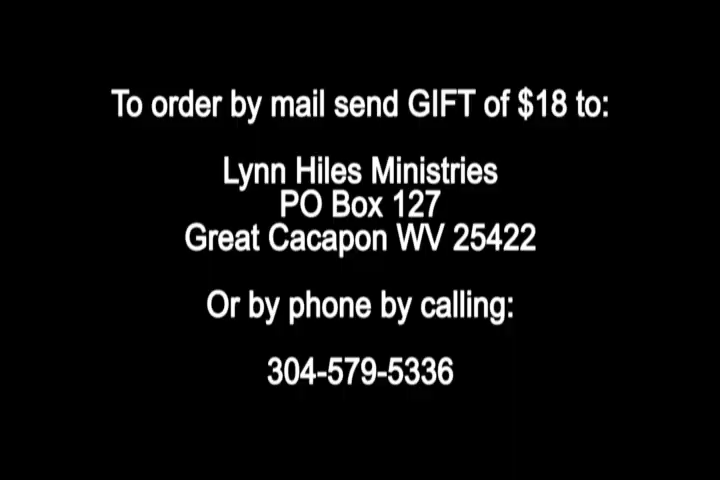 To order by mail send GIFT of $18 to:
Lynn Hiles Ministries
PO Box 127
Great Cacapon WV 25422
Or by phone by calling:
304-579-5336